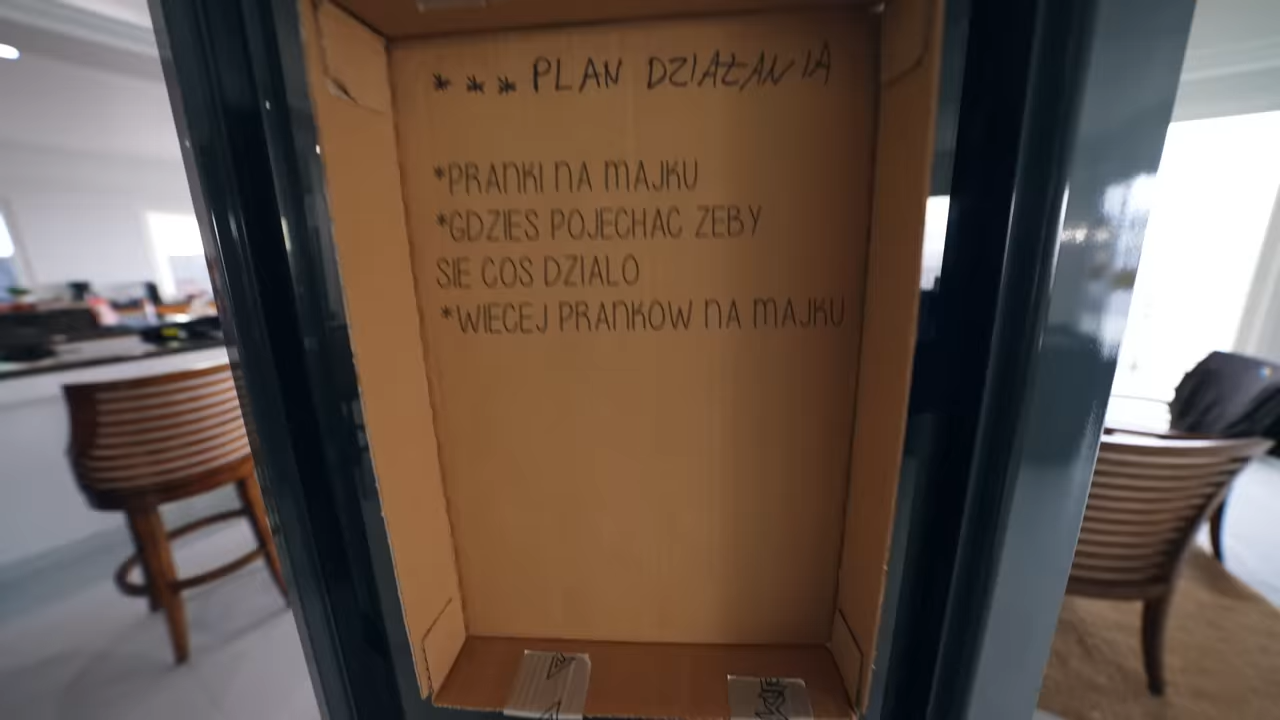 * * * PLAN DZIAŁANIA
*PRANKI NA MAJKU
*GDZIES POJECHAC ZEBY
SIE COS DZIALO
*WIECEJ PRANKOW NA MAJKU